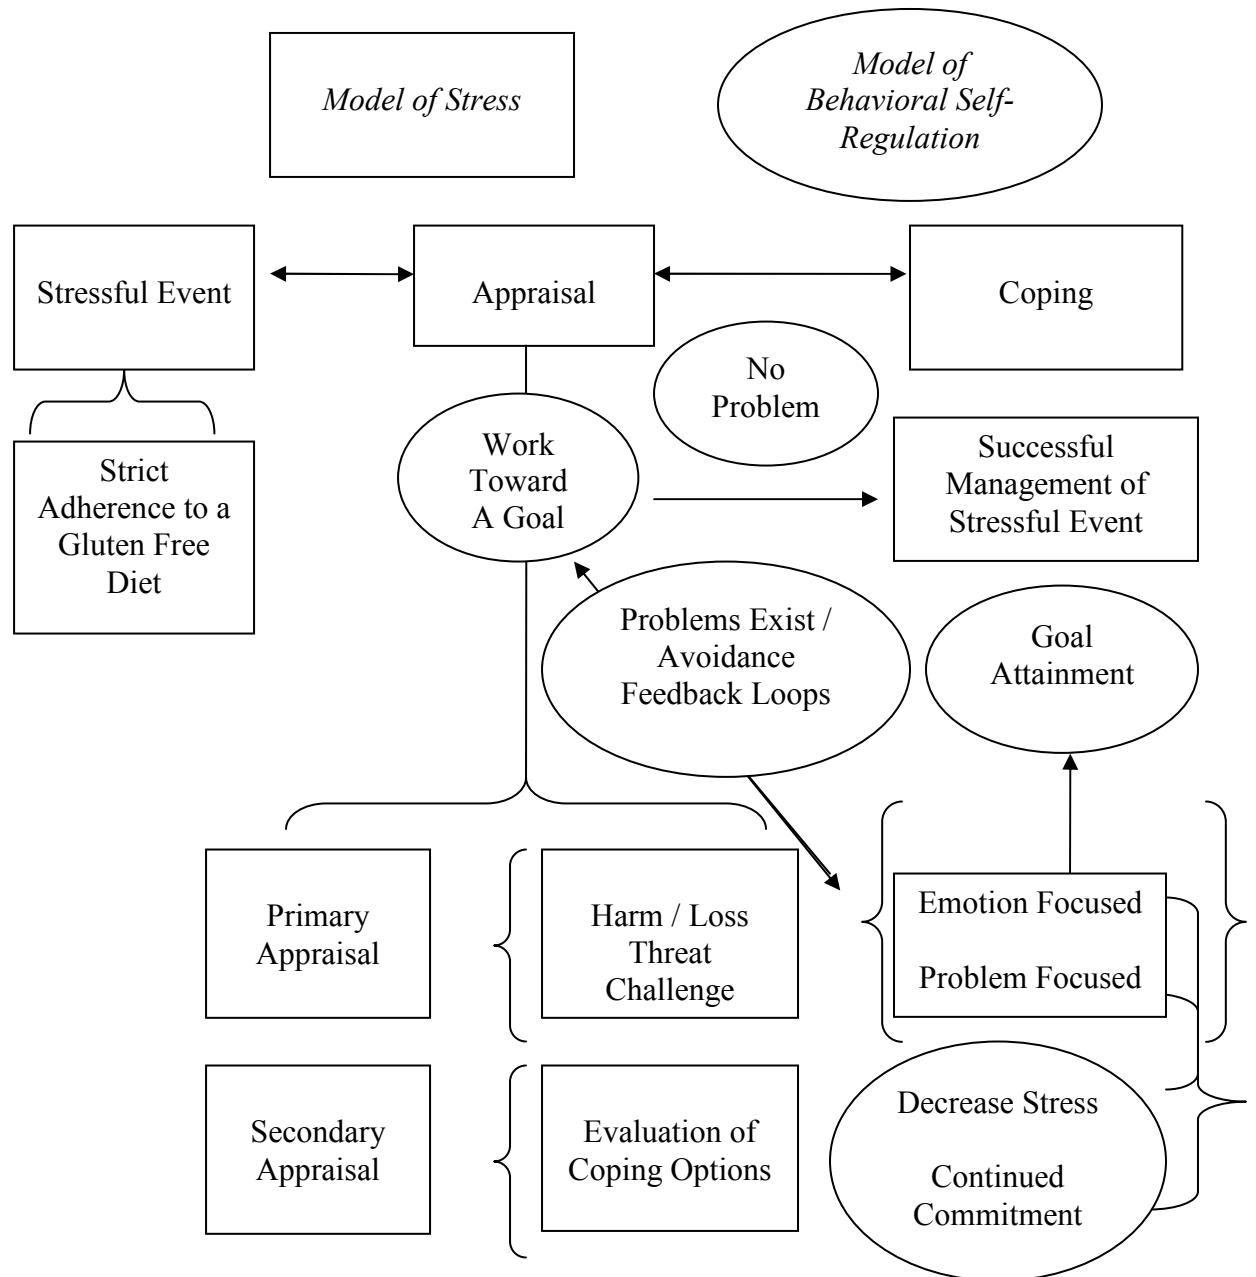 Model of Stress
Model of
Behavioral Self-
Regulation
Stressful Event
Appraisal
Coping
No
Problem
Strict
Adherence to a
Gluten Free
Diet
Work
Toward
A Goal
Successful
Management of
Stressful Event
Problems Exist /
Avoidance
Feedback Loops
Goal
Attainment
Primary
Appraisal
Harm / Loss
Threat
Challenge
Emotion Focused
Problem Focused
Secondary
Appraisal
Evaluation of
Coping Options
Decrease Stress
Continued
Commitment